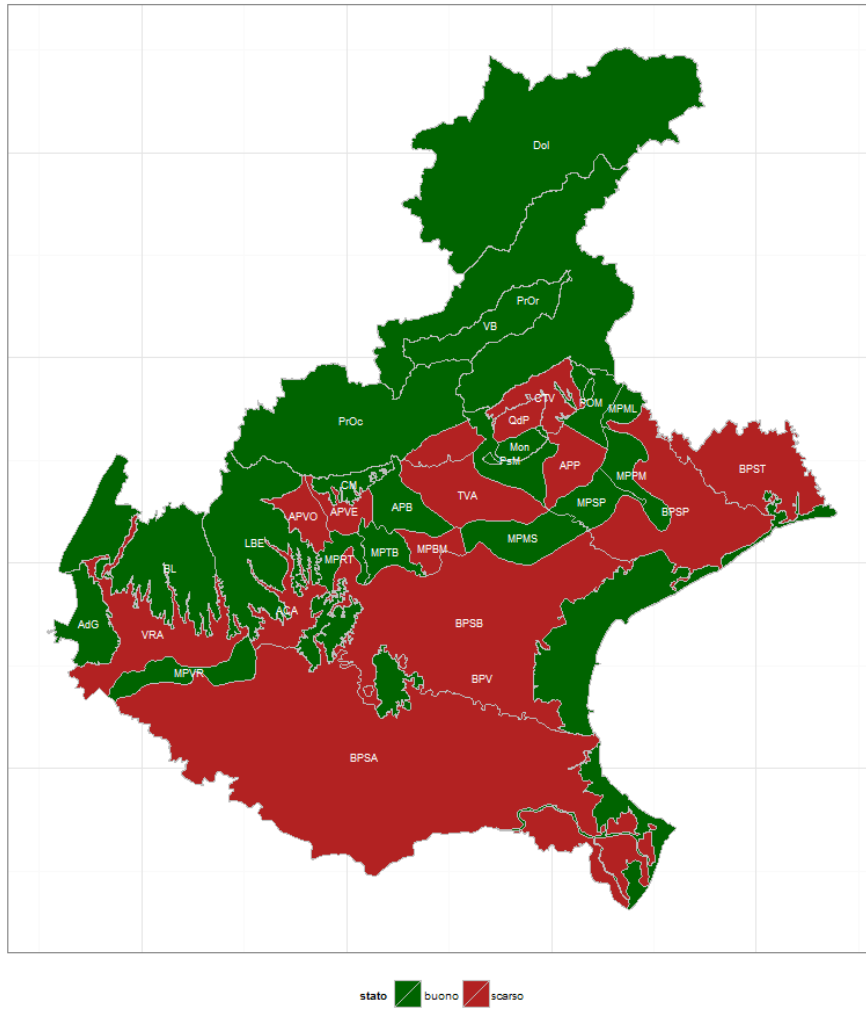 Dol
PrOr
VB
PrOc
CTV
POM
MPML
QdP
Mon
PsM
APP
MPPM
BPST
CM
TVA
APB
MPSP
BPSP
APVO
APVE
LBE
MPRT
MPTB
MPBM
MPMS
BL
ACA
AdG
VRA
BPSB
MPVR
BPV
BPSA
stato buono scarso